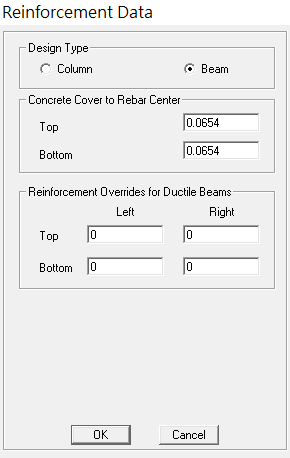 Reinforcement Data
Design Type
Column Beam
Concrete Cover to Rebar Center
Top 0.0654
Bottom 0.0654
Reinforcement Overrides for Ductile Beams
Left Right
Top 0 0
Bottom 0 0
OK Cancel